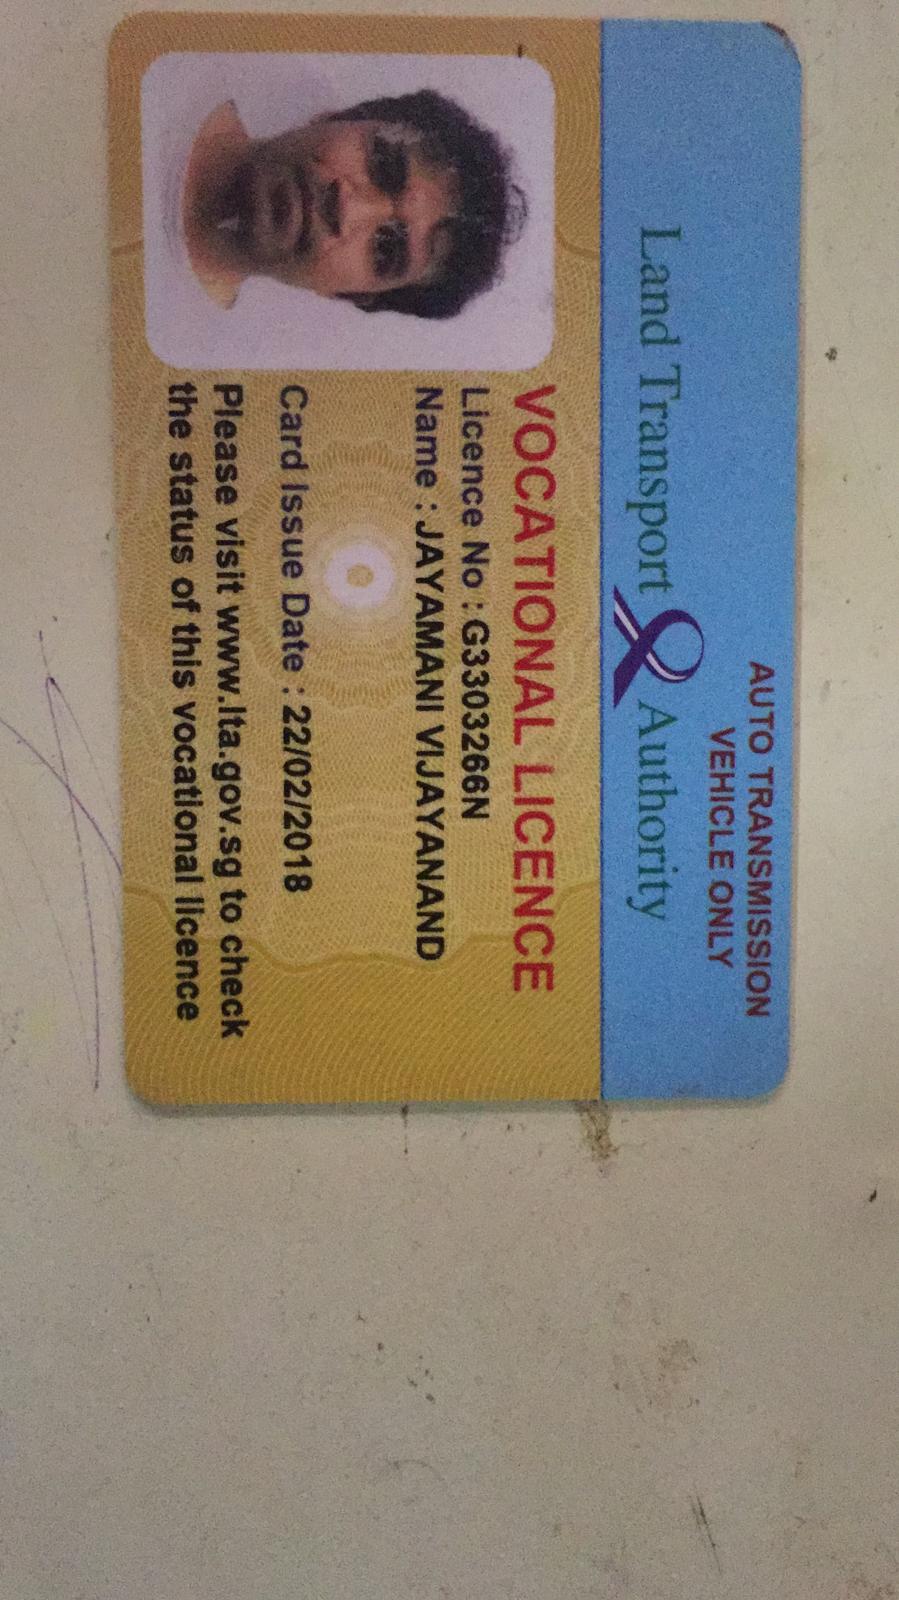 AUTO TRANSMISSION
VEHICLE ONLY
Land Transport Authority
VOCATIONAL LICENCE
Licence No : G3303266N
Name : JAYAMANI VIJAYANAND
Card Issue Date : 22/02/2018
Please visit www.lta.gov.sg to check
the status of this vocational licence